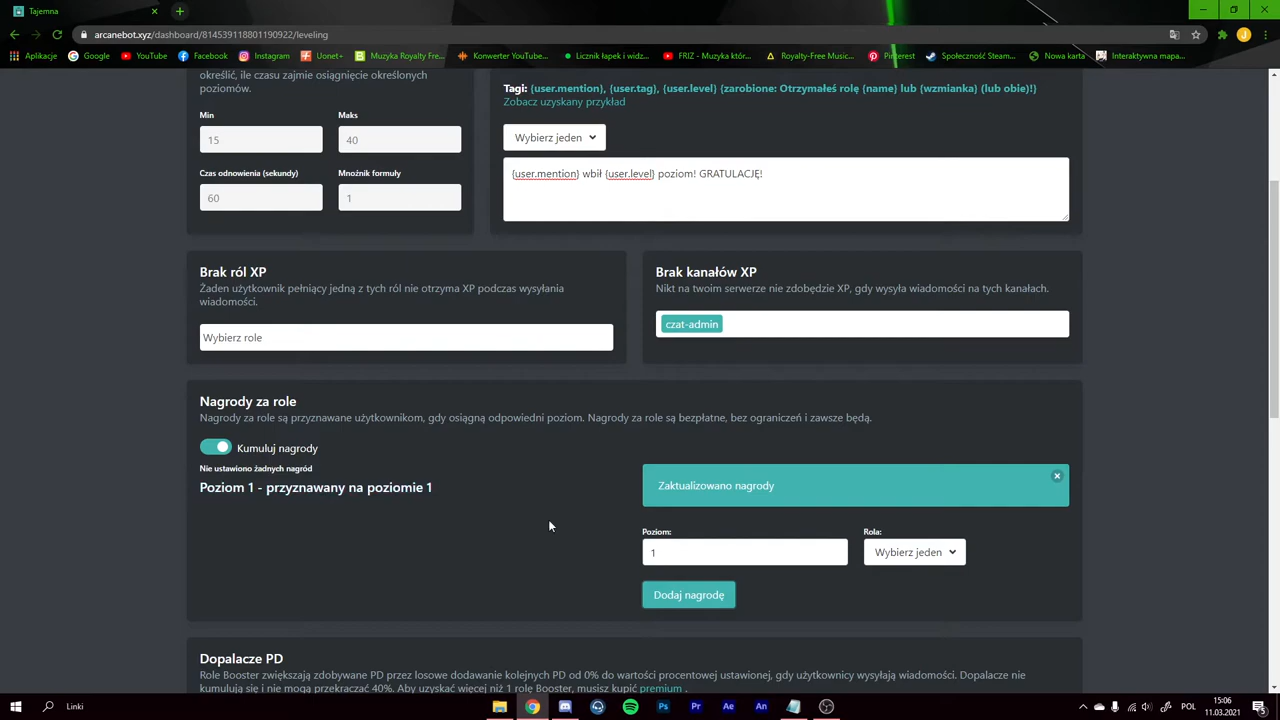 Tajemna
arcanebot.xyz/dashboard/814539118801190922/leveling
Aplikacje
Google
YouTube
Facebook
Instagram
Uonet+
Muzyka Royalty Fre...
Konwerter YouTube...
Licznik łapek i widz...
FRIZ - Muzyka któr...
Royalty-Free Music...
Pinterest
Społeczność Steam...
Nowa karta
Interaktywna mapa...
określić, ile czasu zajmie osiągnięcie określonych
poziomów.
Min
Maks
15
40
Czas odnowienia (sekundy)
Mnożnik formuły
60
1
Tagi: {user.mention}, {user.tag}, {user.level} {zarobione: Otrzymałeś rolę {name} lub {wzmianka} (lub obie)!}
Zobacz uzyskany przykład
Wybierz jeden
{user.mention} wbił {user.level} poziom! GRATULACJĘ!
Brak ról XP
Żaden użytkownik pełniący jedną z tych ról nie otrzyma XP podczas wysyłania
wiadomości.
Wybierz role
Brak kanałów XP
Nikt na twoim serwerze nie zdobędzie XP, gdy wysyła wiadomości na tych kanałach.
czat-admin
Nagrody za role
Nagrody za role są przyznawane użytkownikom, gdy osiągną odpowiedni poziom. Nagrody za role są bezpłatne, bez ograniczeń i zawsze będą.
Kumuluj nagrody
Nie ustawiono żadnych nagród
Poziom 1 - przyznawany na poziomie 1
Zaktualizowano nagrody
Poziom:
Rola:
1
Wybierz jeden
Dodaj nagrodę
Dopalacze PD
Role Booster zwiększają zdobywane PD przez losowe dodawanie kolejnych PD od 0% do wartości procentowej ustawionej, gdy użytkownicy wysyłają wiadomości. Dopalacze nie
kumulują się i nie mogą przekraczać 40%. Aby uzyskać więcej niż 1 rolę Booster, musisz kupić premium .
Linki
POL
15:06
11.03.2021